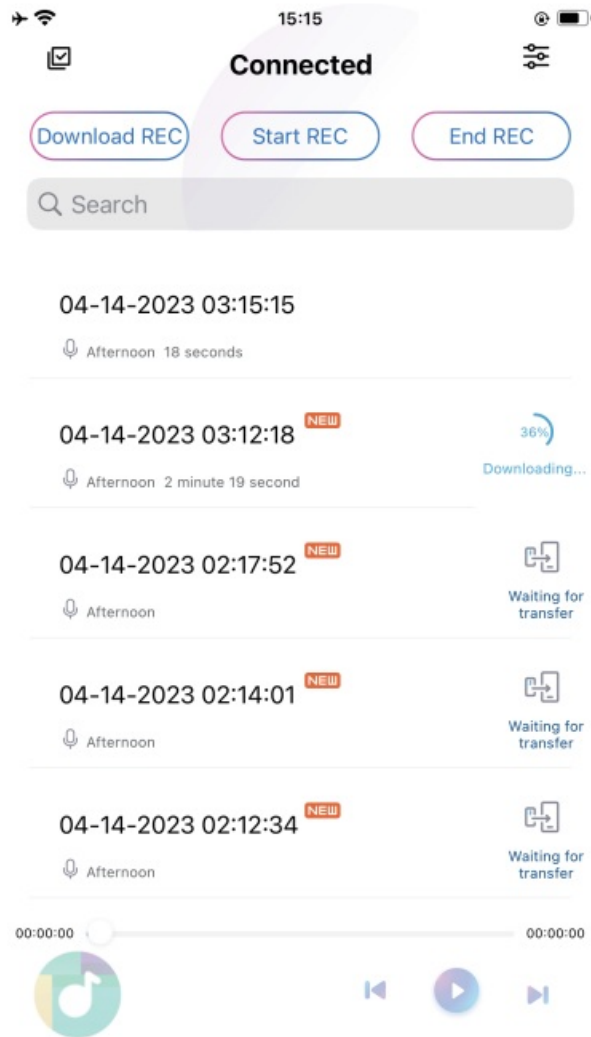 15:15
Connected
Download REC
Start REC
End REC
Search
04-14-2023 03:15:15
Afternoon 18 seconds
04-14-2023 03:12:18
NEW
36%
Afternoon 2 minute 19 second
Downloading...
04-14-2023 02:17:52
NEW
Afternoon
Waiting for
transfer
04-14-2023 02:14:01
NEW
Afternoon
Waiting for
transfer
04-14-2023 02:12:34
NEW
Afternoon
Waiting for
transfer
00:00:00
00:00:00